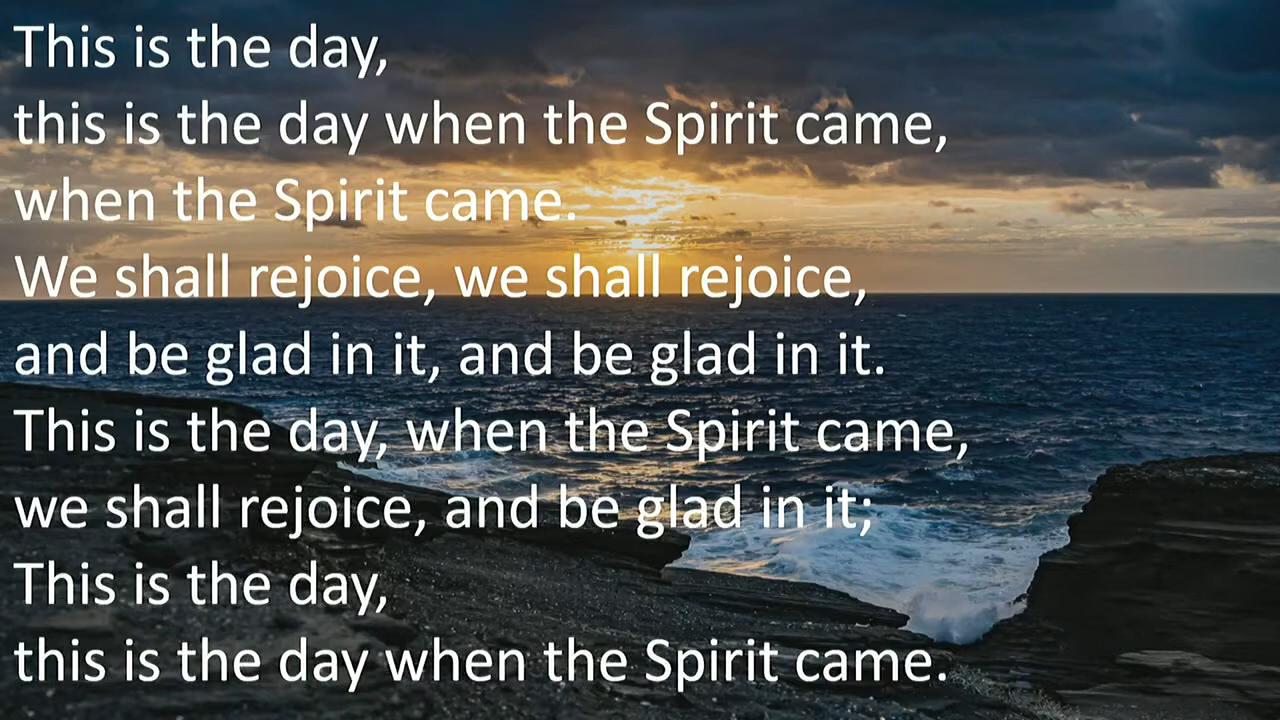 This is the day,
this is the day when the Spirit came,
when the Spirit came.
We shall rejoice, we shall rejoice,
and be glad in it, and be glad in it.
This is the day, when the Spirit came,
we shall rejoice, and be glad in it;
This is the day,
this is the day when the Spirit came.